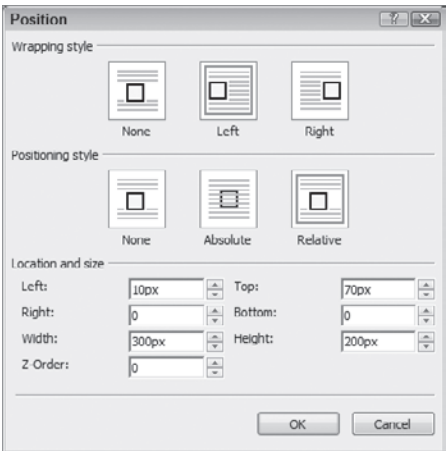 Position
Wrapping style
None Left Right
Positioning style
None Absolute Relative
Location and size
Left: 10px Top: 70px
Right: 0 Bottom: 0
Width: 300px Height: 200px
Z-Order: 0
OK Cancel